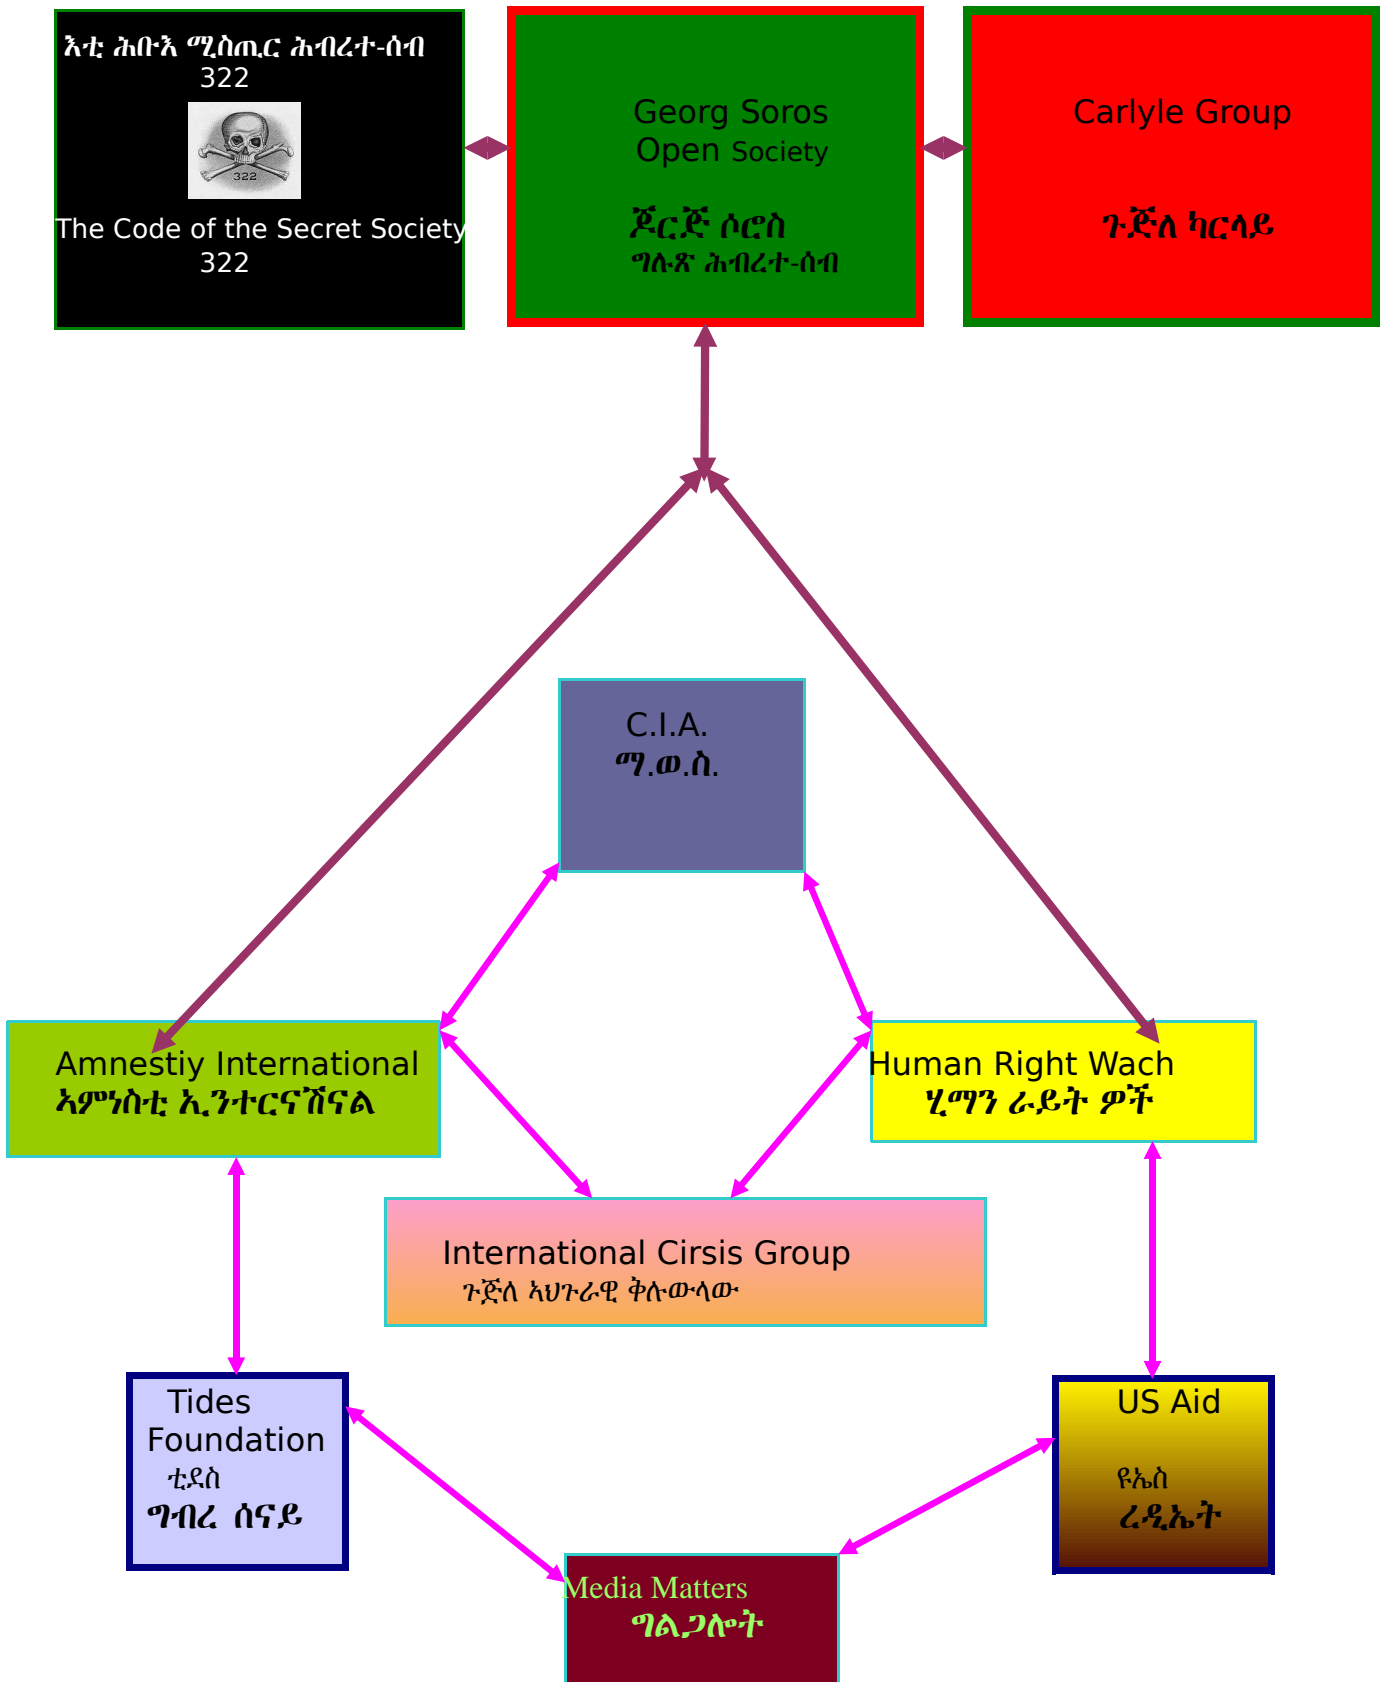 እቲ ሕቡእ ሚስጢር ሕብረተ-ሰብ
322
322
The Code of the Secret Society
322
Georg Soros
Open Society
ጆርጅ ሶሮስ
ግሉጽ ሕብረተ-ሰብ
Carlyle Group
ጉጅለ ካርላይ
C.I.A.
ማ.ወ.ስ.
Amnestiy International
ኣምነስቲ ኢንተርናሽናል
Human Right Wach
ሂማን ራይት ዎች
International Cirsis Group
ጉጅለ ኣህጉራዊ ቅሉውላው
Tides
Foundation
ቲደስ
ግብረ ሰናይ
US Aid
ዩኤስ
ረዲኤት
Media Matters
ግልጋሎት